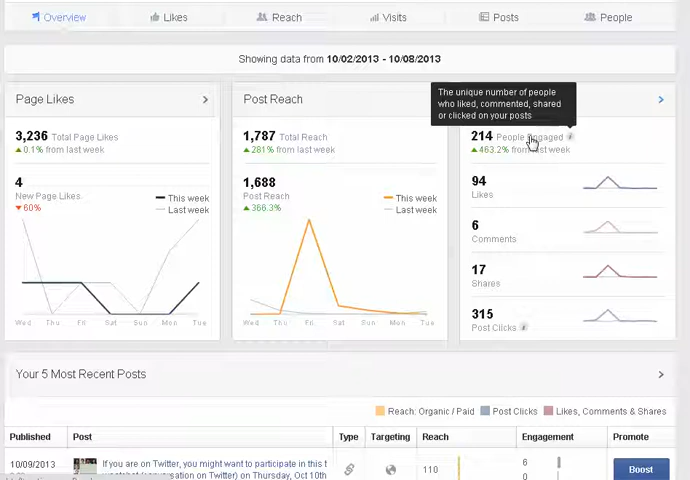 Overview Likes Reach Visits Posts People
Showing data from 10/02/2013 - 10/08/2013
Page Likes
3,236 Total Page Likes
0.1% from last week
4
New Page Likes
60%
This week
Last week
Wed Thu Fri Sat Sun Mon Tue
Post Reach
1,787 Total Reach
281% from last week
1,688
Post Reach
366.3%
This week
Last week
Wed Thu Fri Sat Sun Mon Tue
The unique number of people
who liked, commented, shared
or clicked on your posts
214 People Engaged
463.2% from last week
94
Likes
6
Comments
17
Shares
315
Post Clicks
Your 5 Most Recent Posts
Reach: Organic / Paid Post Clicks Likes, Comments & Shares
Published Post Type Targeting Reach Engagement Promote
10/09/2013 If you are on Twitter, you might want to participate in this t
on Twitter) on Thursday, Oct 10th
110
6
0
Boost